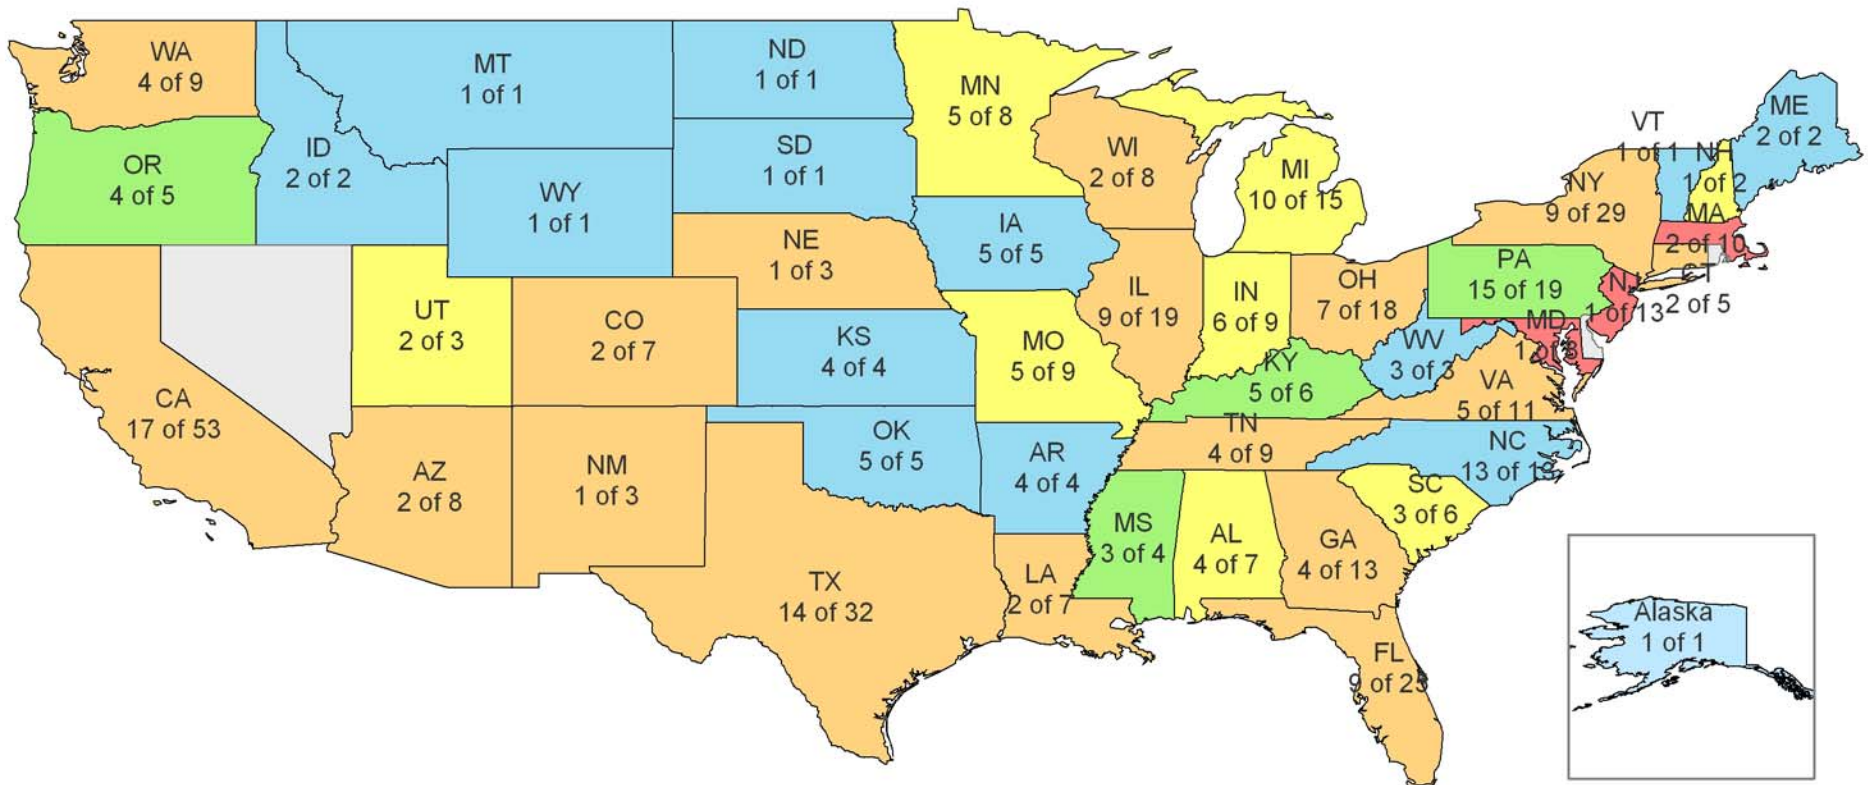 WA
4 of 9
MT
1 of 1
ND
1 of 1
MN
5 of 8
VT
1 of 1
NH
1 of 2
ME
2 of 2
OR
4 of 5
ID
2 of 2
WY
1 of 1
SD
1 of 1
WI
2 of 8
MI
10 of 15
NY
9 of 29
MA
2 of 10
IA
5 of 5
NE
1 of 3
UT
2 of 3
CO
2 of 7
KS
4 of 4
MO
5 of 9
IL
9 of 19
IN
6 of 9
OH
7 of 18
PA
15 of 19
NJ
1 of 13
CT
2 of 5
MD
1 of 8
WV
3 of 3
VA
5 of 11
KY
5 of 6
CA
17 of 53
AZ
2 of 8
NM
1 of 3
OK
5 of 5
AR
4 of 4
TN
4 of 9
NC
13 of 13
SC
3 of 6
MS
3 of 4
AL
4 of 7
GA
4 of 13
TX
14 of 32
LA
2 of 7
FL
9 of 25
Alaska
1 of 1